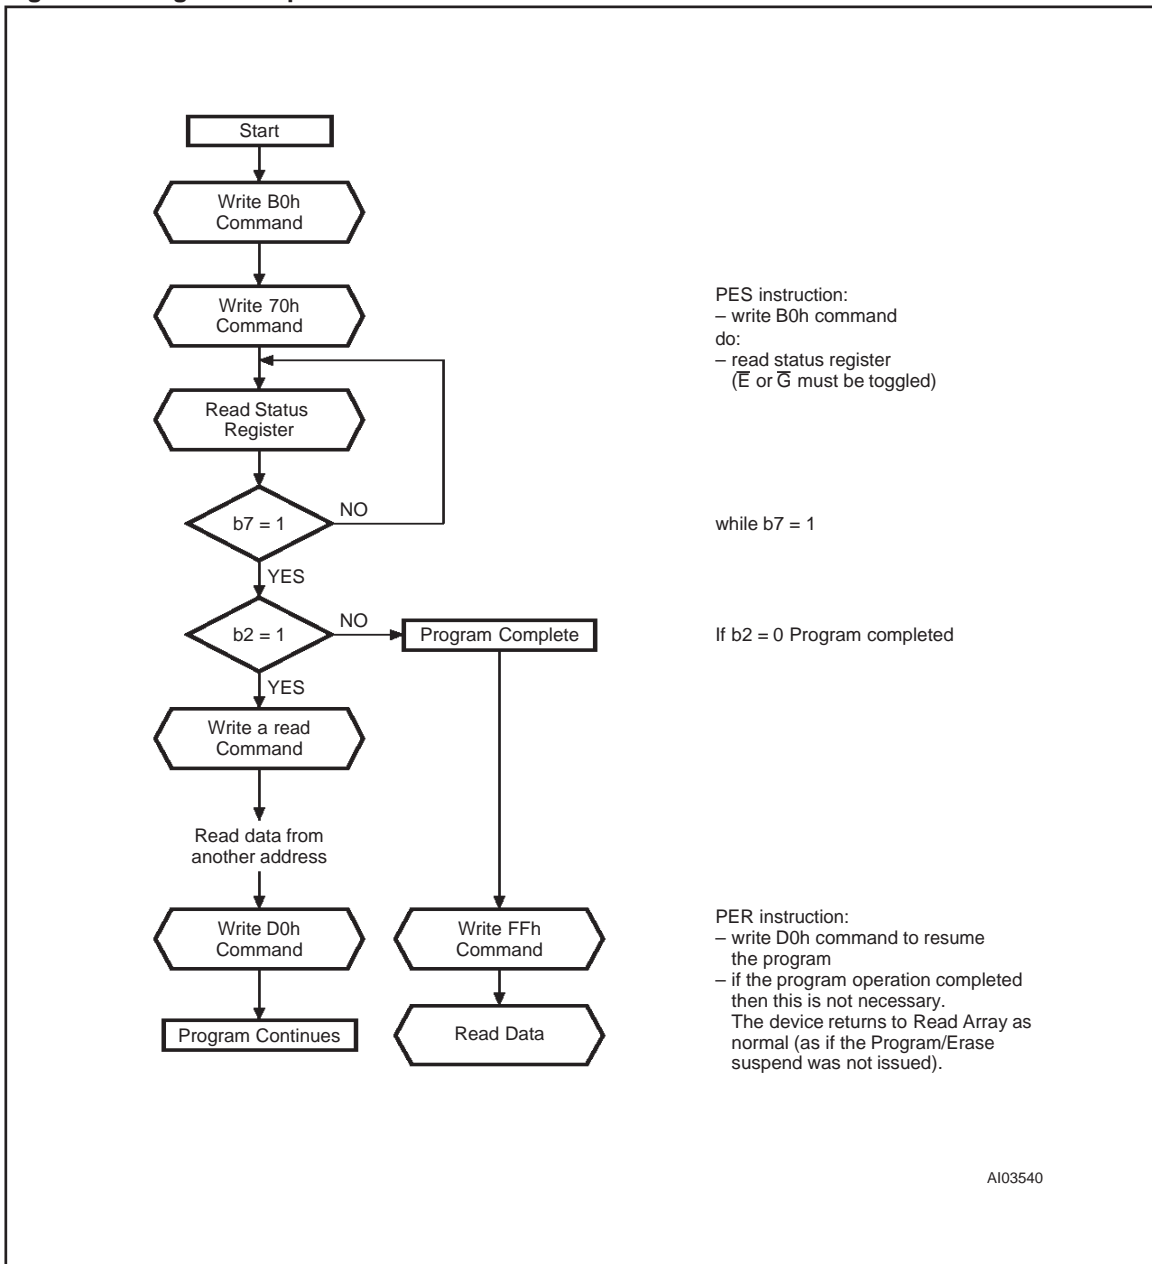 Start
Write B0h
Command
Write 70h
Command
Read Status
Register
b7 = 1
NO
YES
b2 = 1
NO
Program Complete
YES
Write a read
Command
Read data from
another address
Write D0h
Command
Write FFh
Command
Program Continues
Read Data
PES instruction:
– write B0h command
do:
– read status register
(E̅ or G̅ must be toggled)
while b7 = 1
If b2 = 0 Program completed
PER instruction:
– write D0h command to resume
the program
– if the program operation completed
then this is not necessary.
The device returns to Read Array as
normal (as if the Program/Erase
suspend was not issued).
AI03540